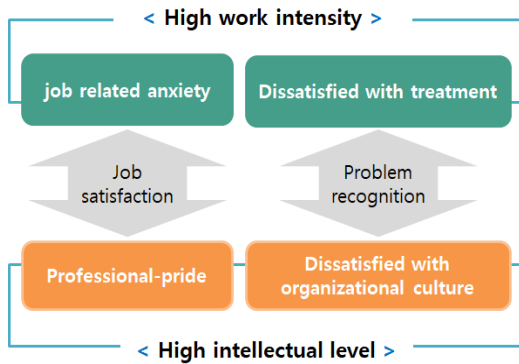 < High work intensity >
job related anxiety
Dissatisfied with treatment
Job
satisfaction
Problem
recognition
Professional-pride
Dissatisfied with
organizational culture
< High intellectual level >